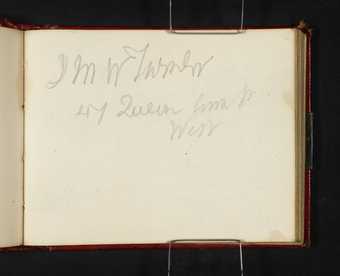 J M W Turner
47 Queen Ann St
West